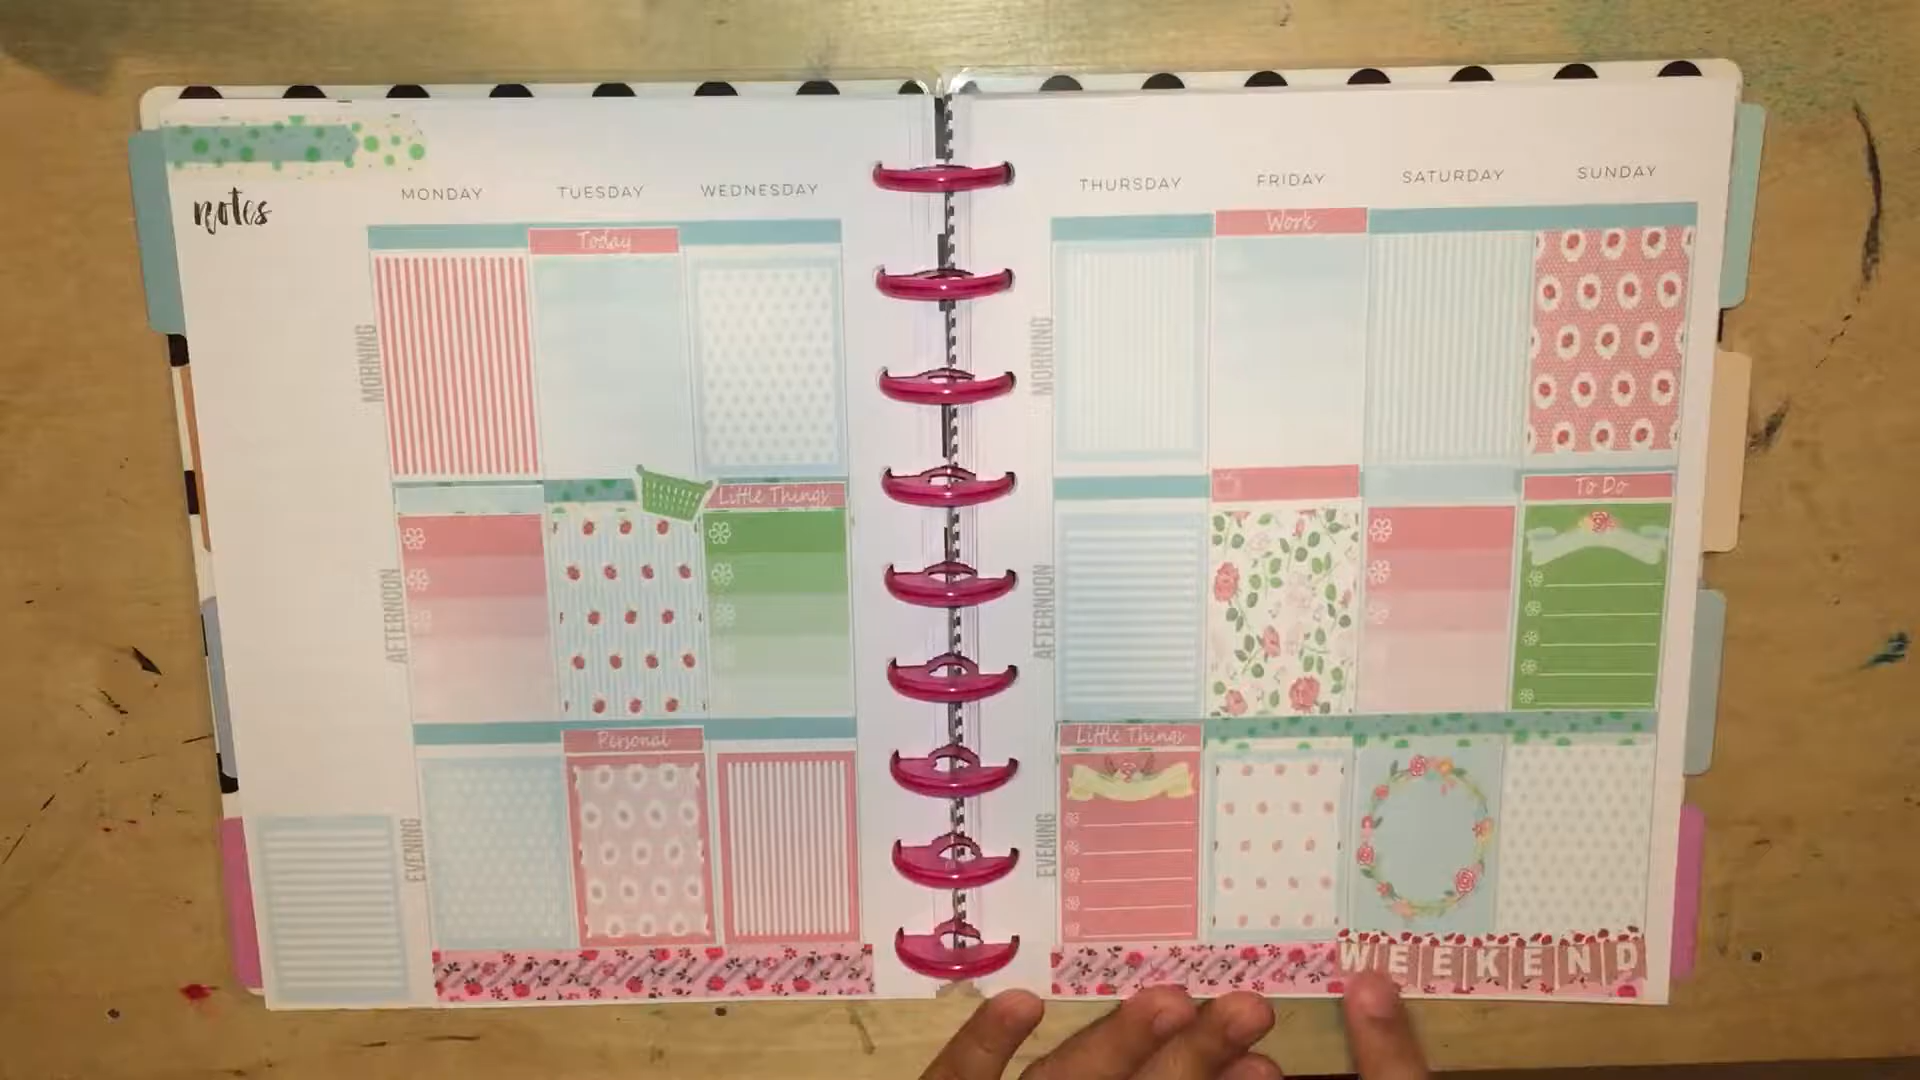 notes
MONDAY
TUESDAY
WEDNESDAY
THURSDAY
FRIDAY
SATURDAY
SUNDAY
Today
Work
MORNING
MORNING
Little Things
To Do
AFTERNOON
AFTERNOON
Personal
Little Things
EVENING
EVENING
WEEKEND